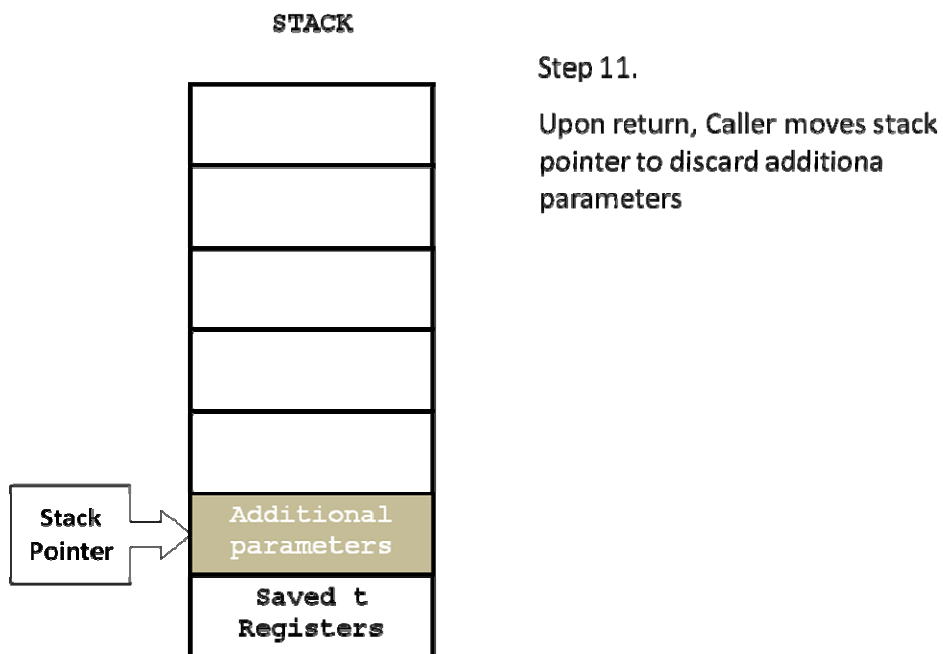 STACK
Step 11.
Upon return, Caller moves stack
pointer to discard additiona
parameters
Stack
Pointer
Additional
parameters
Saved t
Registers